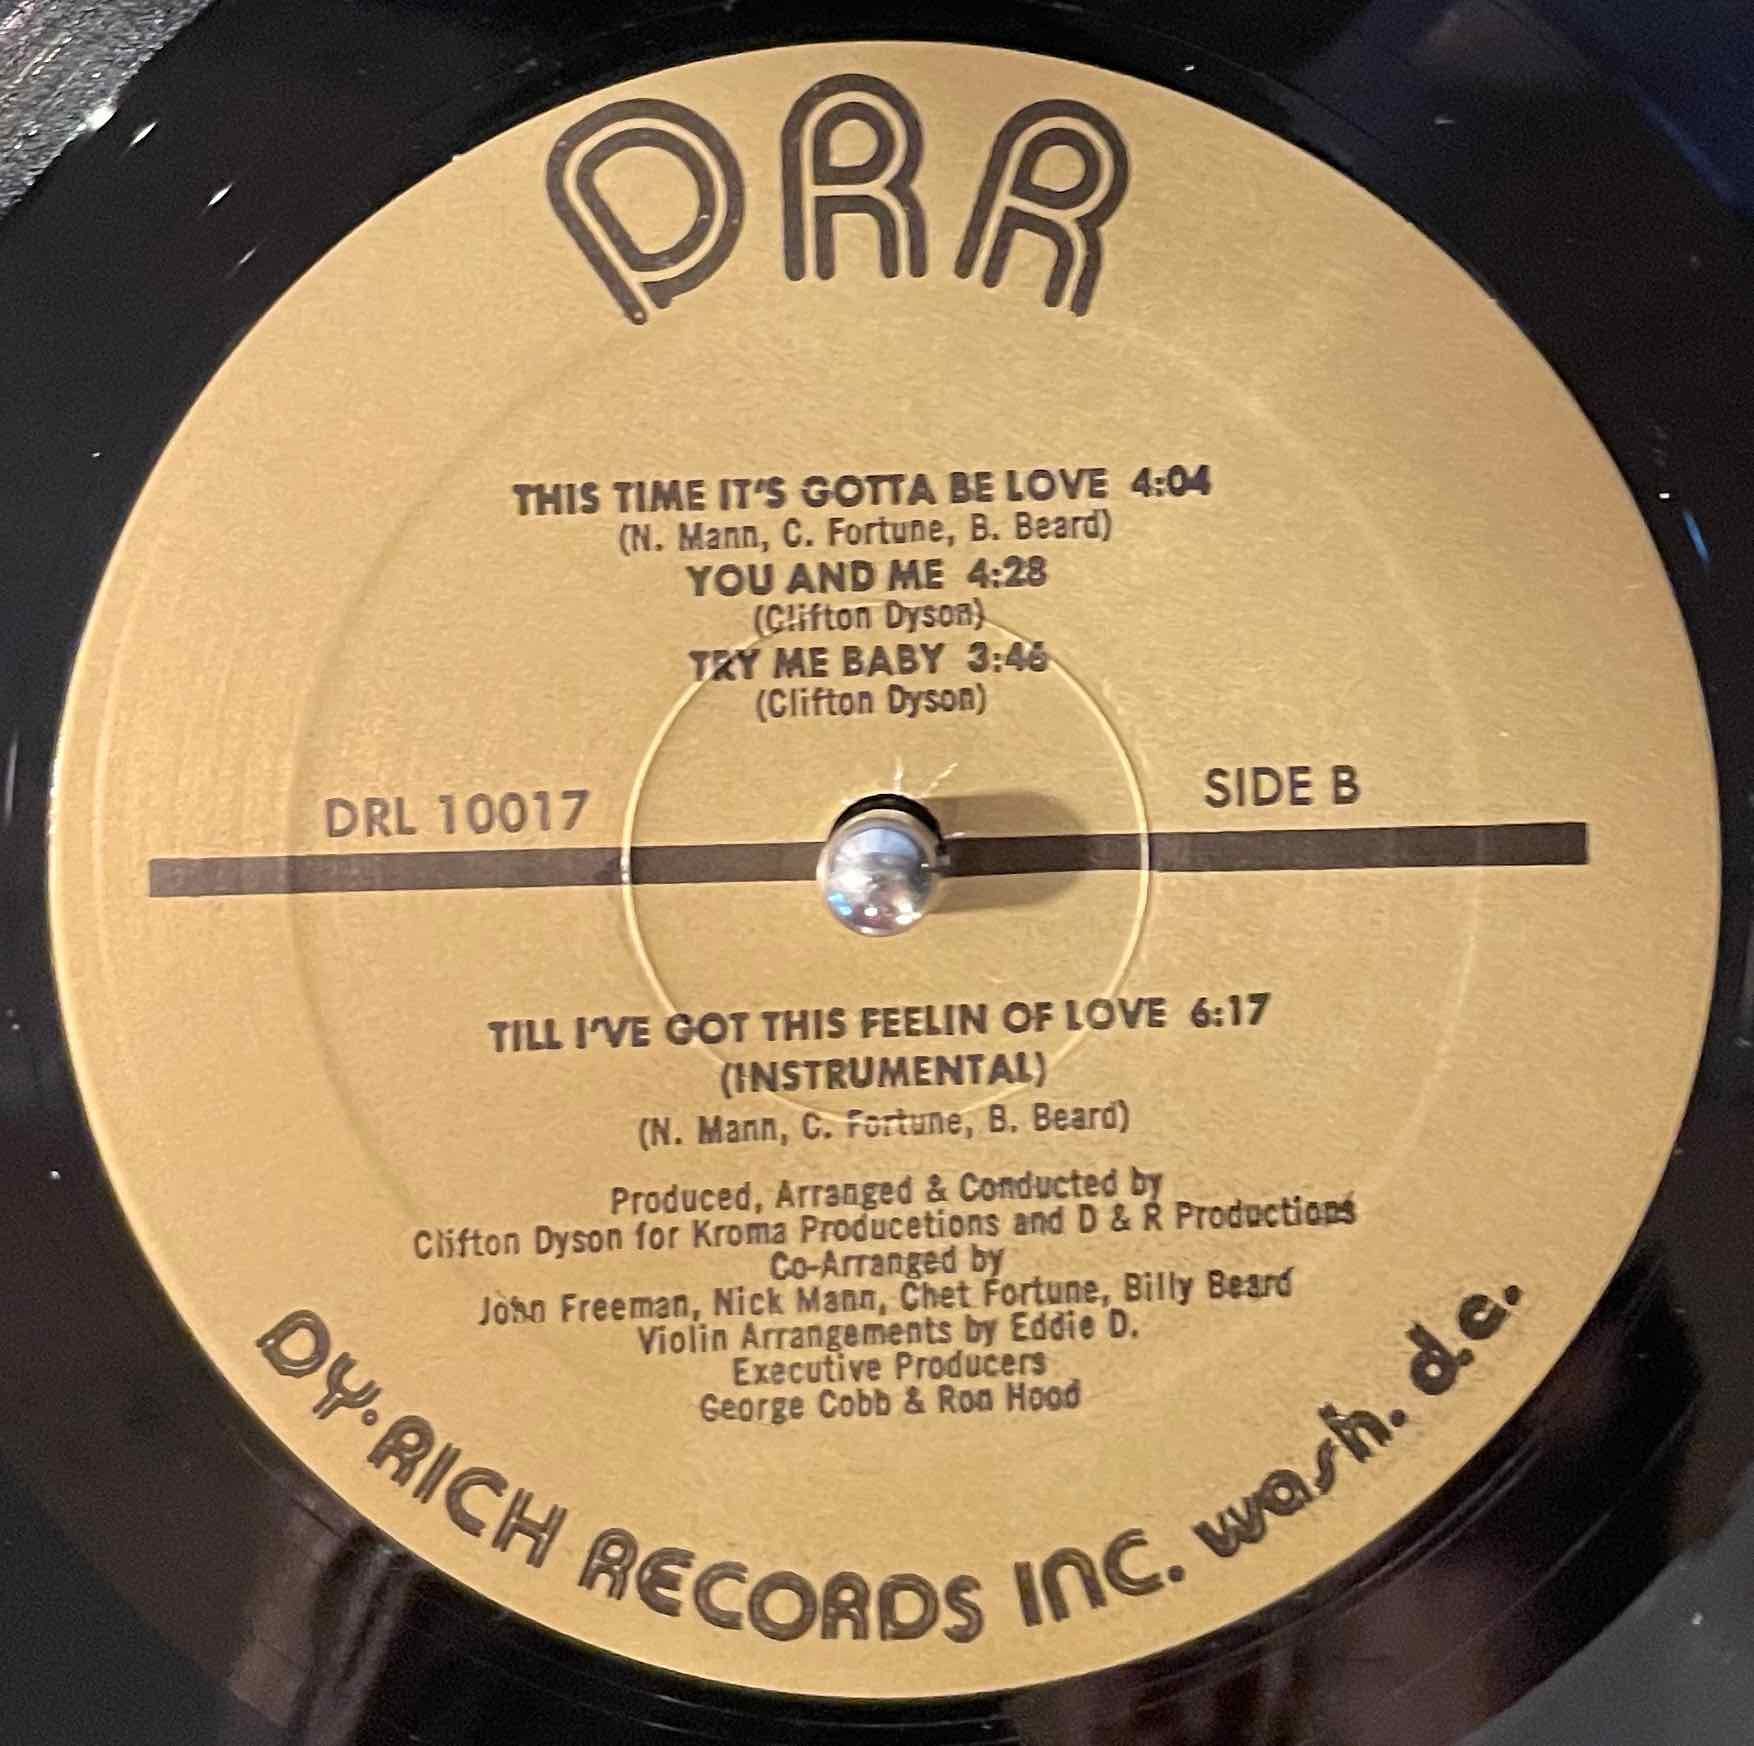 DRR
THIS TIME IT'S GOTTA BE LOVE 4:04
(N. Mann, C. Fortune, B. Beard)
YOU AND ME 4:28
(Clifton Dyson)
TRY ME BABY 3:46
(Clifton Dyson)
DRL 10017
SIDE B
TILL I'VE GOT THIS FEELIN OF LOVE 6:17
(INSTRUMENTAL)
(N. Mann, C. Fortune, B. Beard)
Produced, Arranged & Conducted by
Clifton Dyson for Kroma Producetions and D & R Productions
Co-Arranged by
John Freeman, Nick Mann, Chet Fortune, Billy Beard
Violin Arrangements by Eddie D.
Executive Producers
George Cobb & Ron Hood
DY·RICH RECORDS INC. wash. d.c.